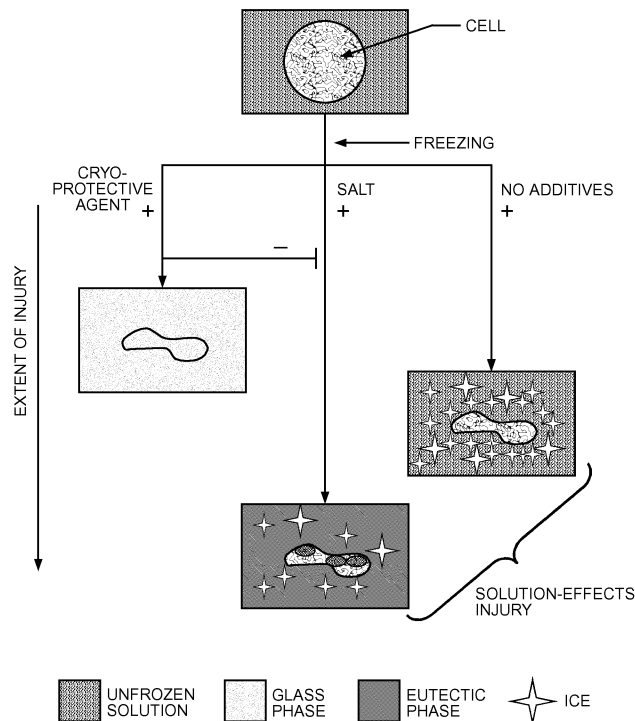 CELL
FREEZING
CRYO-
PROTECTIVE
AGENT
+
SALT
+
NO ADDITIVES
+
−
EXTENT OF INJURY
SOLUTION-EFFECTS
INJURY
UNFROZEN
SOLUTION
GLASS
PHASE
EUTECTIC
PHASE
ICE